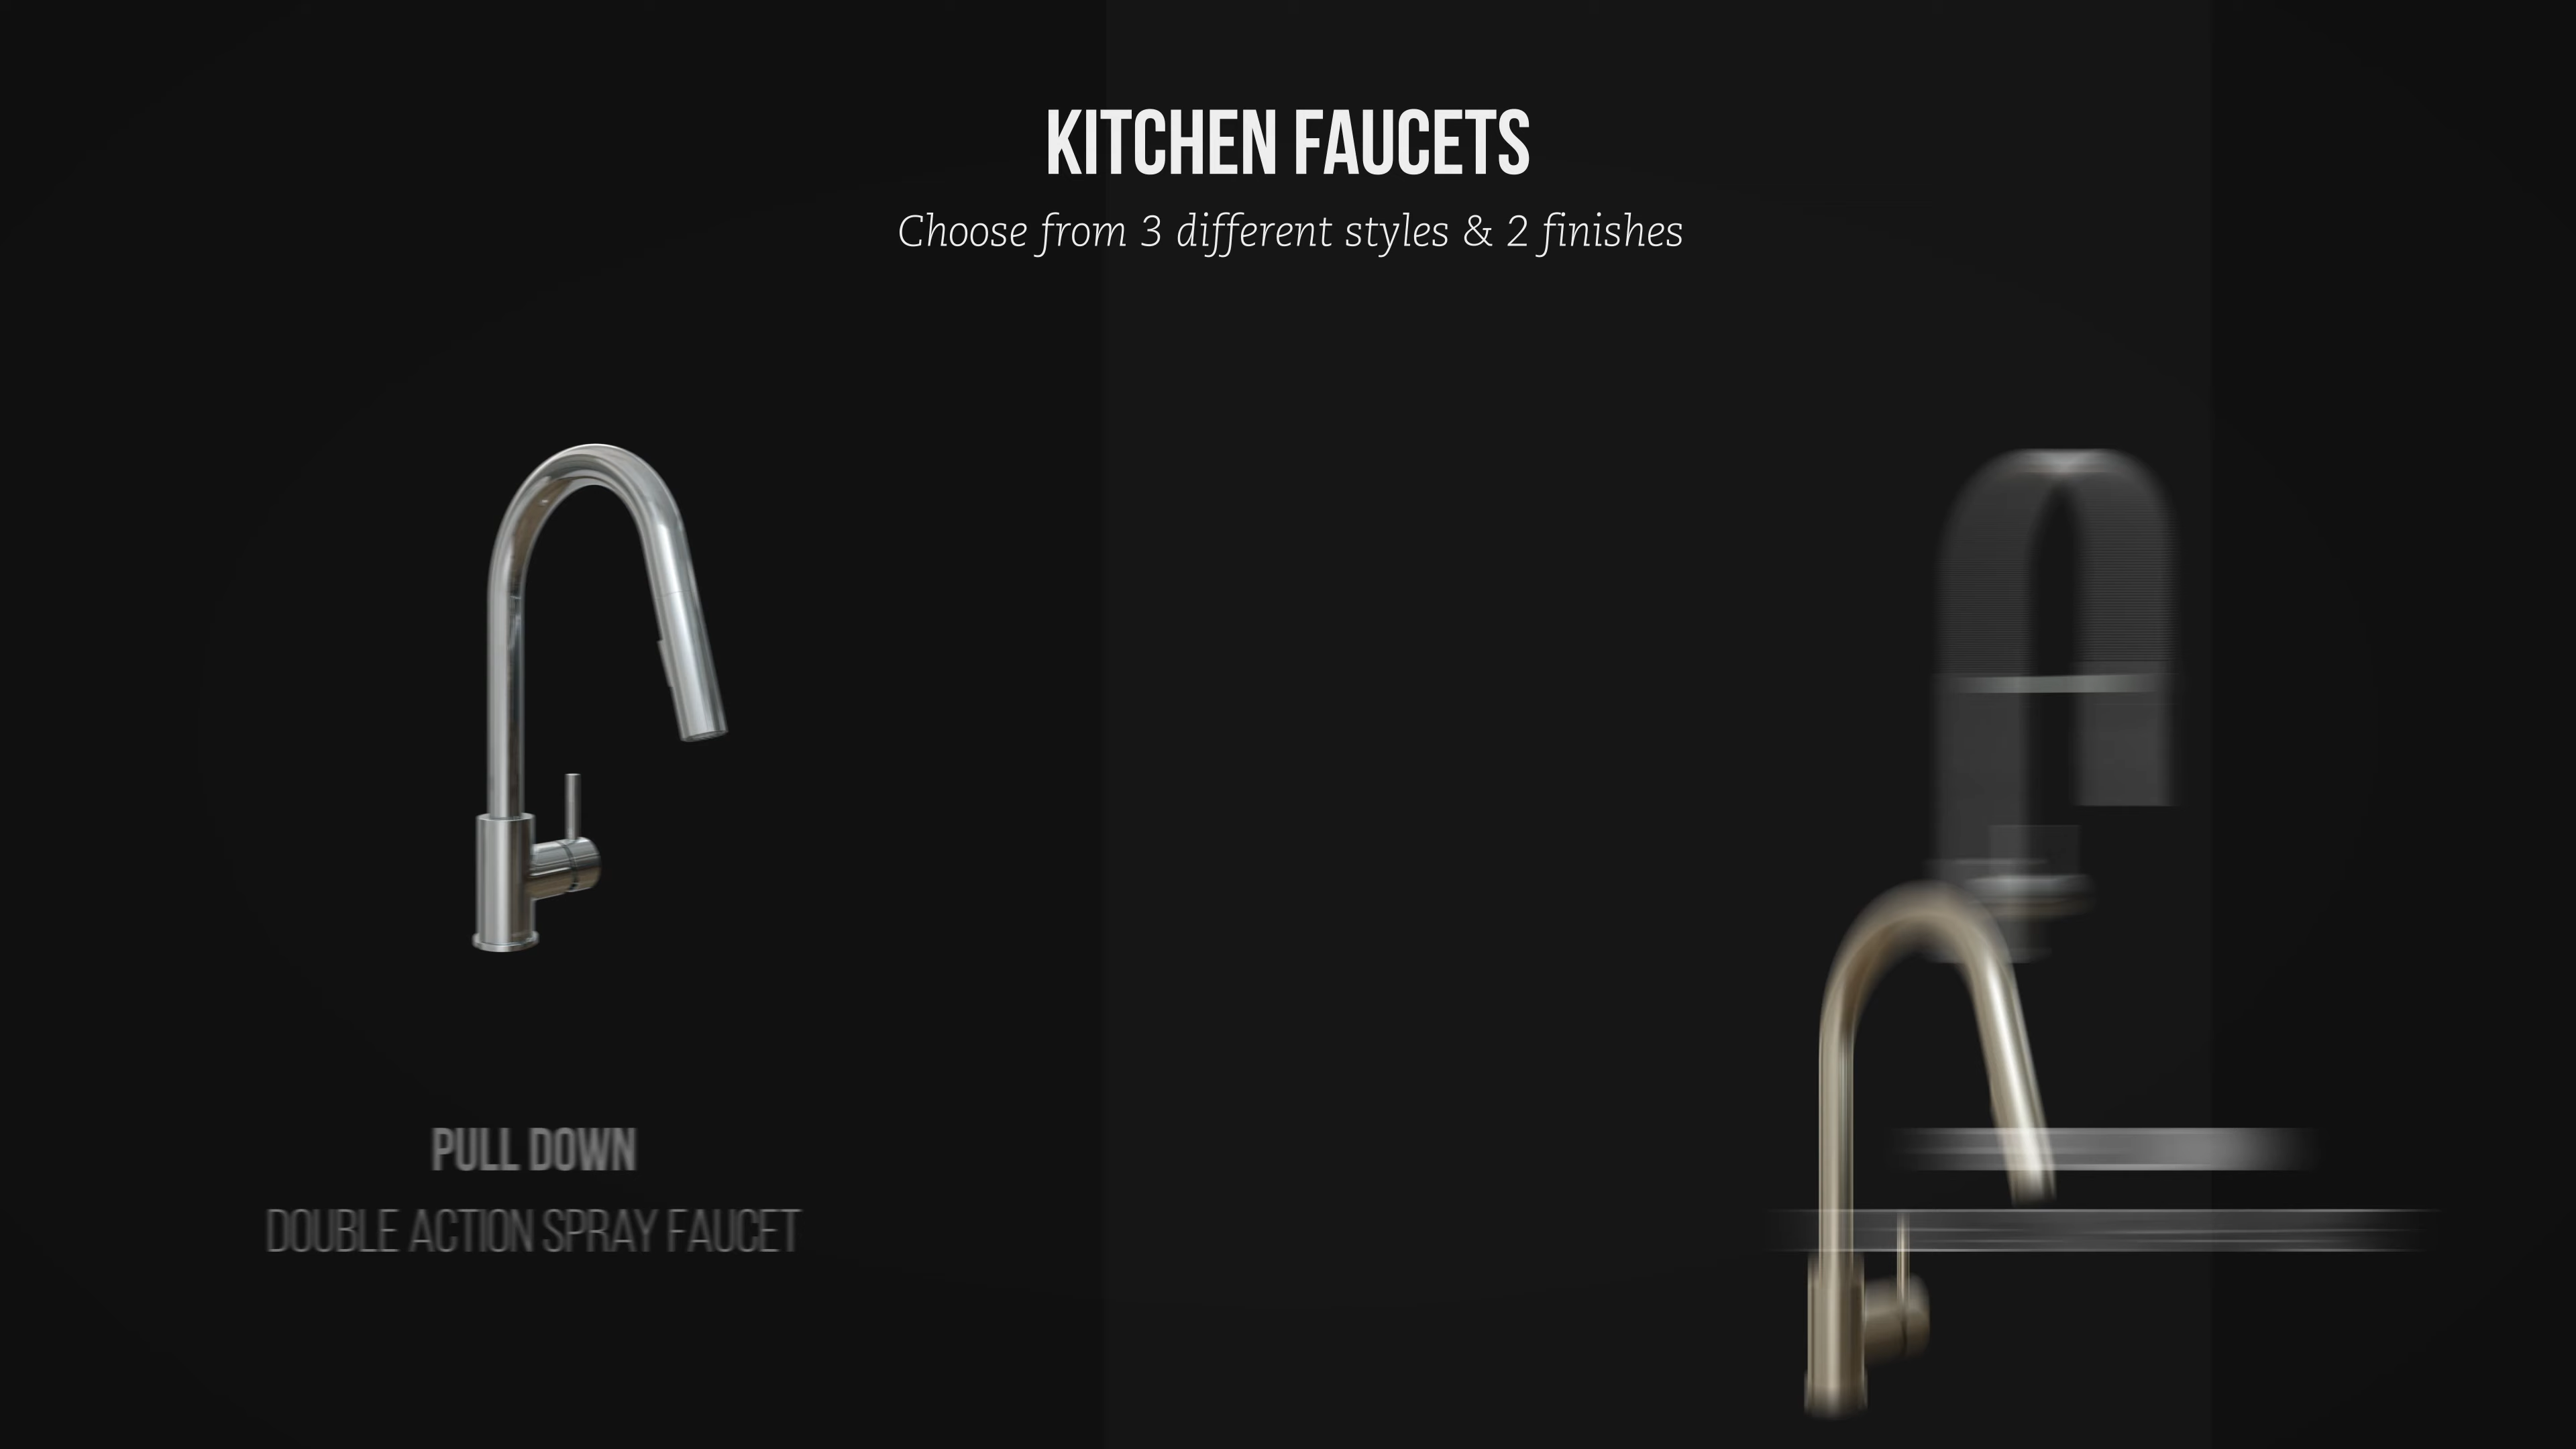 KITCHEN FAUCETS
Choose from 3 different styles & 2 finishes
PULL DOWN
DOUBLE ACTION SPRAY FAUCET